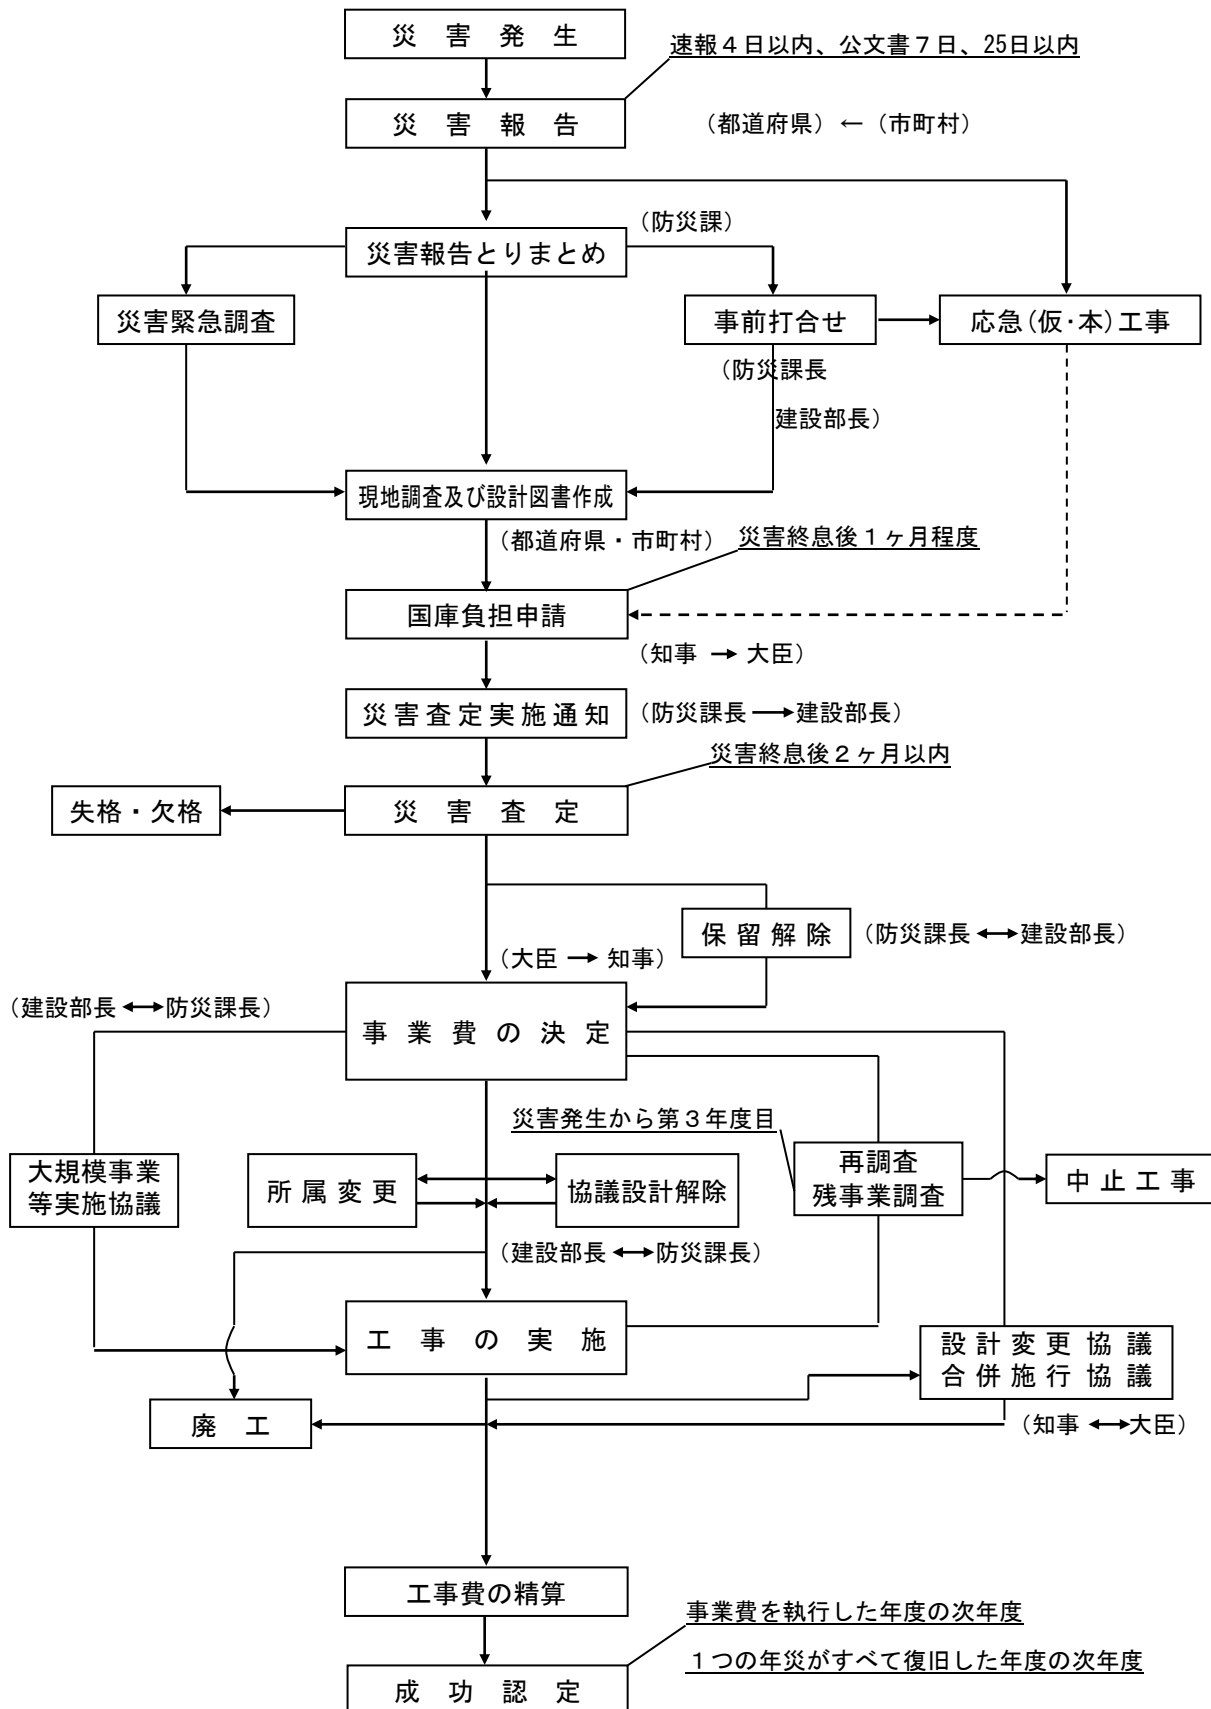 災害発生
速報４日以内、公文書７日、25日以内
災害報告
（都道府県）←（市町村）
（防災課）
災害報告とりまとめ
災害緊急調査
事前打合せ
応急(仮・本)工事
（防災課長
建設部長）
現地調査及び設計図書作成
（都道府県・市町村）
災害終息後１ヶ月程度
国庫負担申請
（知事 → 大臣）
災害査定実施通知
（防災課長 → 建設部長）
災害終息後２ヶ月以内
失格・欠格
災害査定
保留解除
（防災課長 ↔ 建設部長）
（大臣 → 知事）
（建設部長 ↔ 防災課長）
事業費の決定
災害発生から第３年度目
大規模事業
等実施協議
所属変更
協議設計解除
再調査
残事業調査
中止工事
（建設部長 ↔ 防災課長）
工事の実施
設計変更協議
合併施行協議
廃工
（知事 ↔ 大臣）
工事費の精算
事業費を執行した年度の次年度
１つの年災がすべて復旧した年度の次年度
成功認定